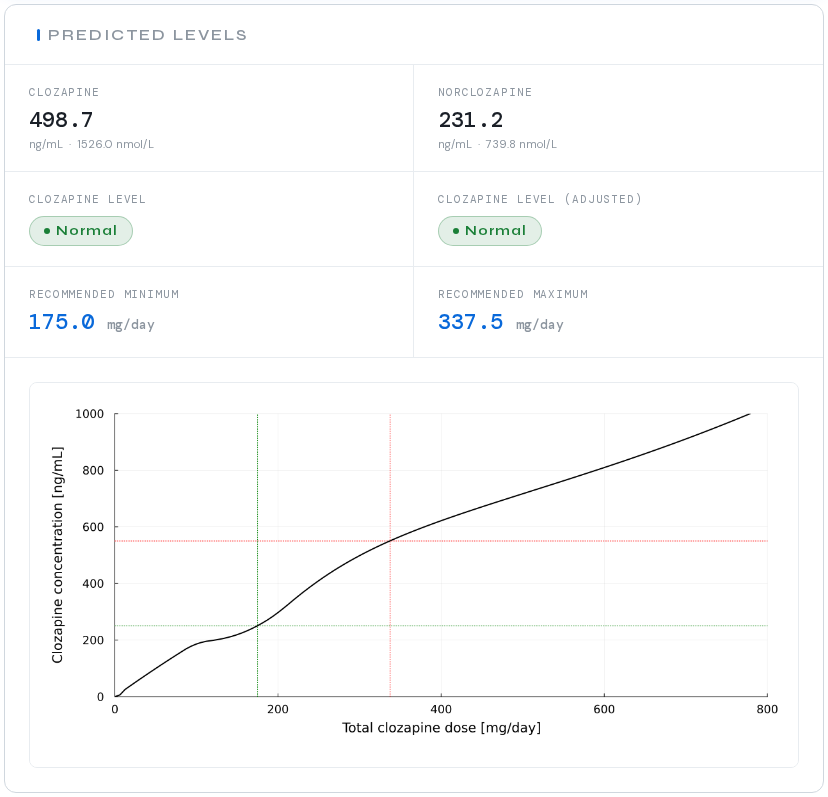 PREDICTED LEVELS
CLOZAPINE
498.7
ng/mL · 1526.0 nmol/L
NORCLOZAPINE
231.2
ng/mL · 739.8 nmol/L
CLOZAPINE LEVEL
Normal
CLOZAPINE LEVEL (ADJUSTED)
Normal
RECOMMENDED MINIMUM
175.0 mg/day
RECOMMENDED MAXIMUM
337.5 mg/day
Clozapine concentration [ng/mL]
1000
800
600
400
200
0
0 200 400 600 800
Total clozapine dose [mg/day]